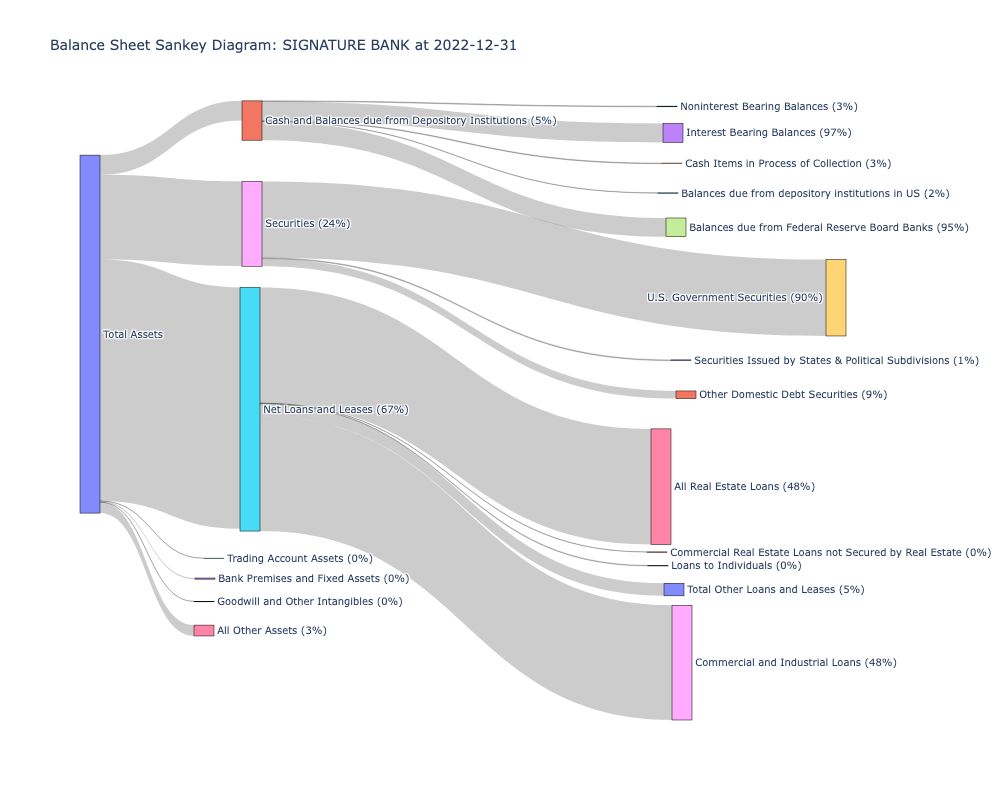 Balance Sheet Sankey Diagram: SIGNATURE BANK at 2022-12-31
Noninterest Bearing Balances (3%)
Cash and Balances due from Depository Institutions (5%)
Interest Bearing Balances (97%)
Cash Items in Process of Collection (3%)
Balances due from depository institutions in US (2%)
Securities (24%)
Balances due from Federal Reserve Board Banks (95%)
U.S. Government Securities (90%)
Total Assets
Securities Issued by States & Political Subdivisions (1%)
Other Domestic Debt Securities (9%)
Net Loans and Leases (67%)
All Real Estate Loans (48%)
Commercial Real Estate Loans not Secured by Real Estate (0%)
Trading Account Assets (0%)
Loans to Individuals (0%)
Bank Premises and Fixed Assets (0%)
Total Other Loans and Leases (5%)
Goodwill and Other Intangibles (0%)
All Other Assets (3%)
Commercial and Industrial Loans (48%)